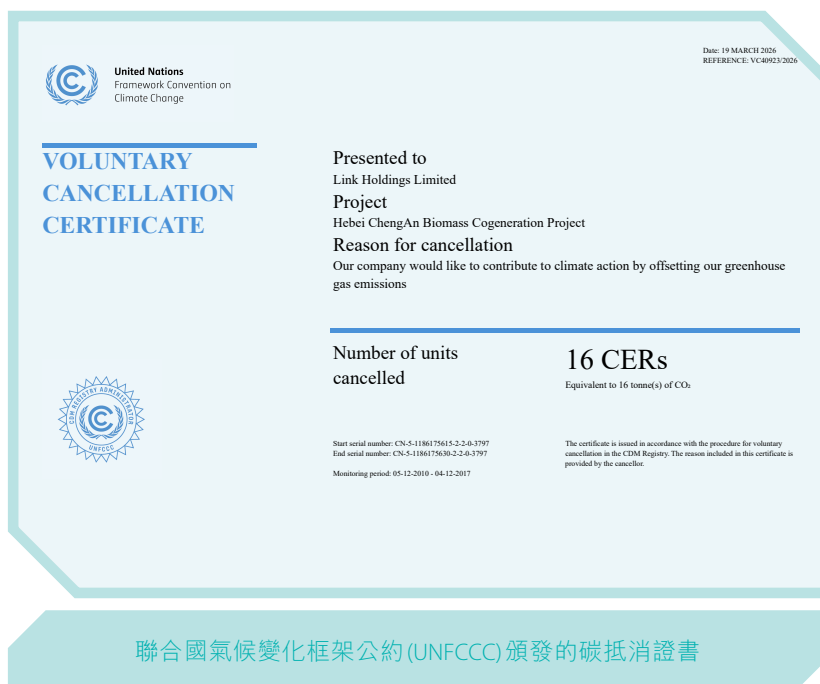 Date: 19 MARCH 2026
REFERENCE: VC40923/2026
United Nations
Framework Convention on
Climate Change
VOLUNTARY
CANCELLATION
CERTIFICATE
Presented to
Link Holdings Limited
Project
Hebei ChengAn Biomass Cogeneration Project
Reason for cancellation
Our company would like to contribute to climate action by offsetting our greenhouse
gas emissions
Number of units
cancelled
16 CERs
Equivalent to 16 tonne(s) of CO₂
CDM REGISTRY ADMINISTRATOR
UNFCCC
Start serial number: CN-5-1186175615-2-2-0-3797
End serial number: CN-5-1186175630-2-2-0-3797
Monitoring period: 05-12-2010 - 04-12-2017
The certificate is issued in accordance with the procedure for voluntary
cancellation in the CDM Registry. The reason included in this certificate is
provided by the cancellor.
聯合國氣候變化框架公約(UNFCCC)頒發的碳抵消證書